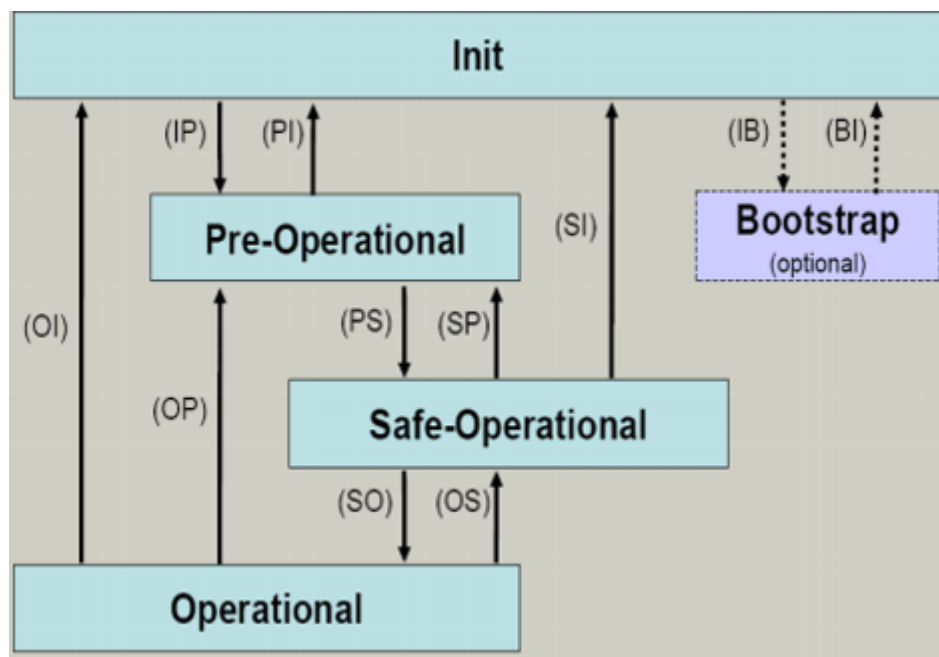 Init
(IP)
(PI)
(IB)
(BI)
Pre-Operational
(SI)
Bootstrap
(optional)
(OI)
(PS)
(SP)
(OP)
Safe-Operational
(SO)
(OS)
Operational